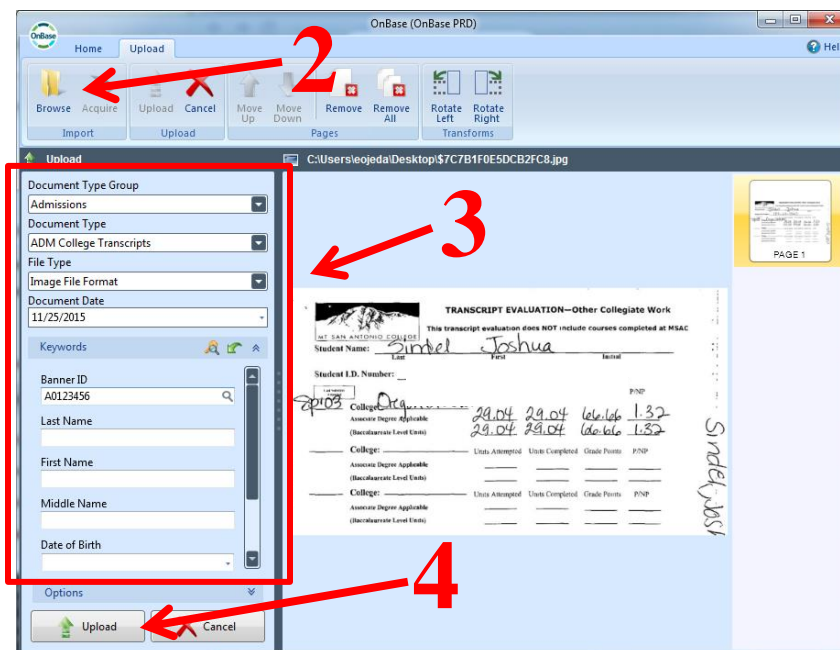 OnBase (OnBase PRD)
OnBase
Home Upload
Help
2
Browse Acquire Upload Cancel Move Up Move Down Remove Remove All Rotate Left Rotate Right
Import Upload Pages Transforms
Upload
C:\Users\eojeda\Desktop\$7C7B1F0E5DCB2FC8.jpg
Document Type Group
Admissions
Document Type
ADM College Transcripts
File Type
Image File Format
Document Date
11/25/2015
Keywords
Banner ID
A0123456
Last Name
First Name
Middle Name
Date of Birth
Options
Upload Cancel
3
4
MT SAN ANTONIO COLLEGE
TRANSCRIPT EVALUATION—Other Collegiate Work
This transcript evaluation does NOT include courses completed at MSAC
Student Name: Sindel Joshua
Last First Initial
Student I.D. Number:
P/NP
College:
Associate Degree Applicable 29.04 29.04 66.66 1.32
(Baccalaureate Level Units) 29.04 29.04 66.66 1.32
College: Units Attempted Units Completed Grade Points P/NP
Associate Degree Applicable
(Baccalaureate Level Units)
College: Units Attempted Units Completed Grade Points P/NP
Associate Degree Applicable
(Baccalaureate Level Units)
Sindel, Josh
PAGE 1